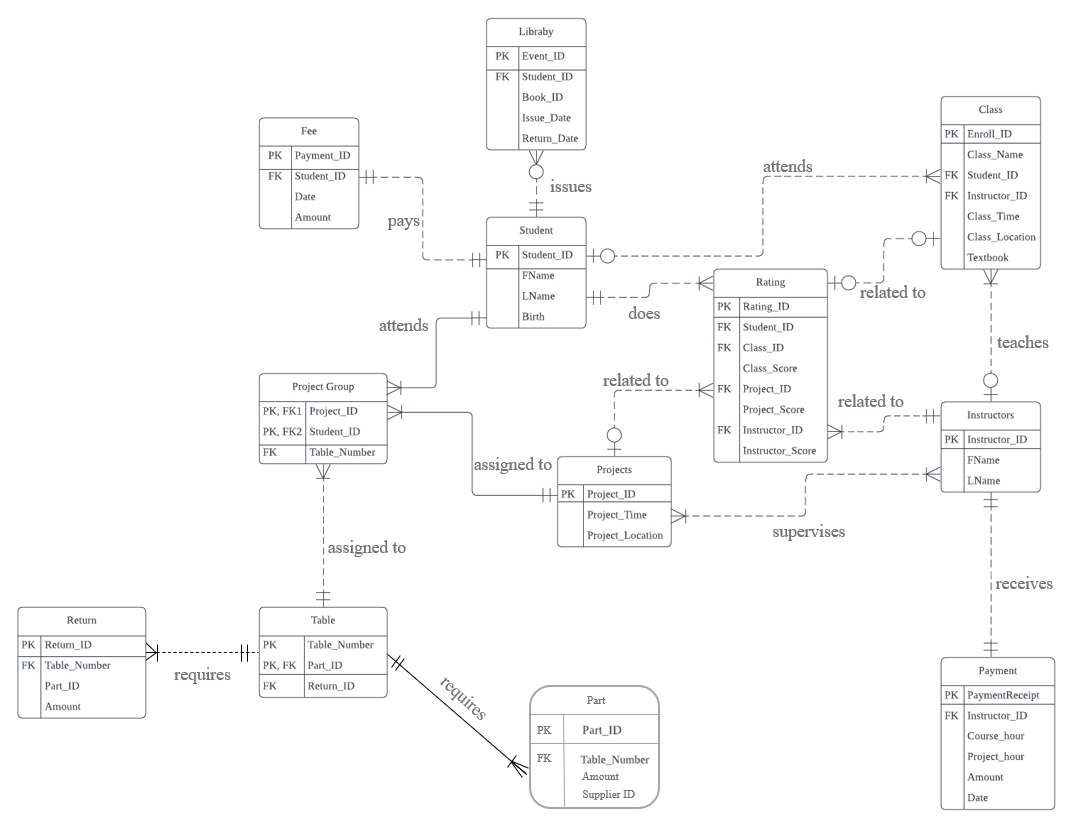 Libraby
PK Event_ID
FK Student_ID
Book_ID
Issue_Date
Return_Date
issues
Fee
PK Payment_ID
FK Student_ID
Date
Amount
pays
Student
PK Student_ID
FName
LName
Birth
attends
Class
PK Enroll_ID
Class_Name
FK Student_ID
FK Instructor_ID
Class_Time
Class_Location
Textbook
does
Rating
PK Rating_ID
FK Student_ID
FK Class_ID
Class_Score
FK Project_ID
Project_Score
FK Instructor_ID
Instructor_Score
related to
teaches
attends
related to
related to
Project Group
PK, FK1 Project_ID
PK, FK2 Student_ID
FK Table_Number
assigned to
Projects
PK Project_ID
Project_Time
Project_Location
supervises
Instructors
PK Instructor_ID
FName
LName
assigned to
receives
Return
PK Return_ID
FK Table_Number
Part_ID
Amount
requires
Table
PK Table_Number
PK, FK Part_ID
FK Return_ID
requires
Part
PK Part_ID
FK Table_Number
Amount
Supplier ID
Payment
PK PaymentReceipt
FK Instructor_ID
Course_hour
Project_hour
Amount
Date